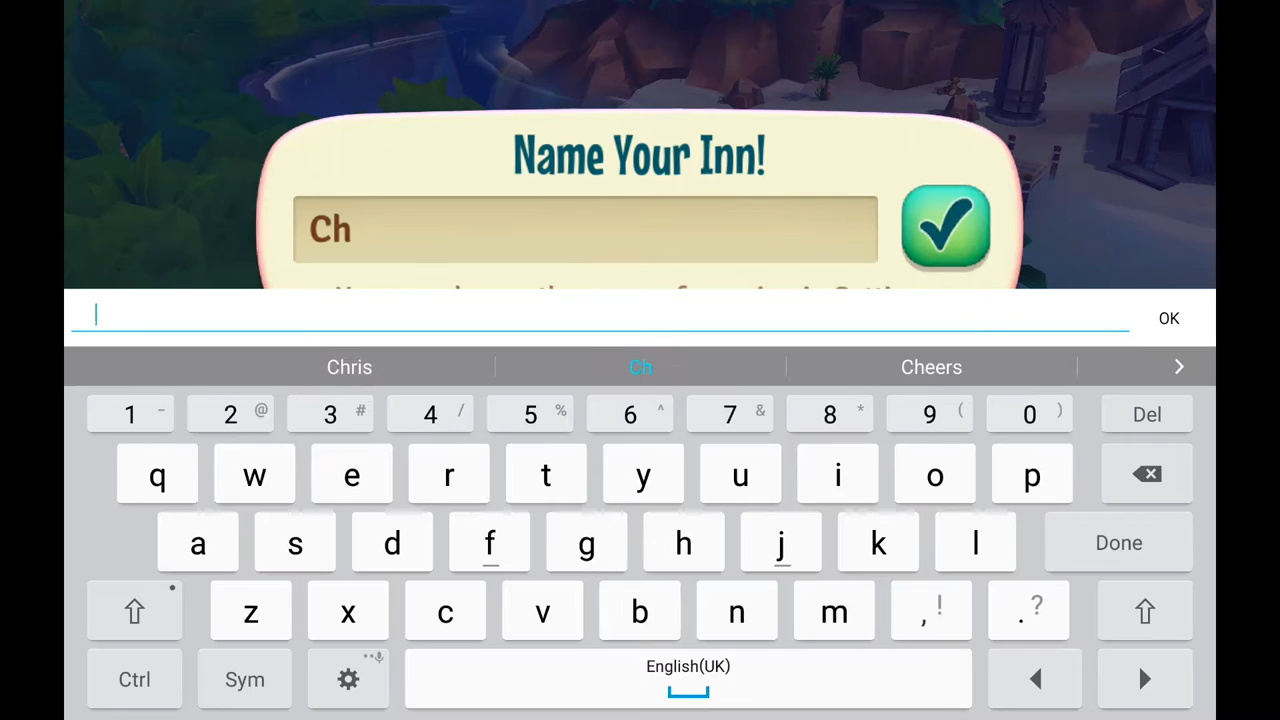 Name Your Inn!
Ch
OK
Chris Ch Cheers >
1 - 2 @ 3 # 4 / 5 % 6 ^ 7 & 8 * 9 ( 0 ) Del
q w e r t y u i o p
a s d f g h j k l Done
z x c v b n m , ! . ?
Ctrl Sym English(UK)